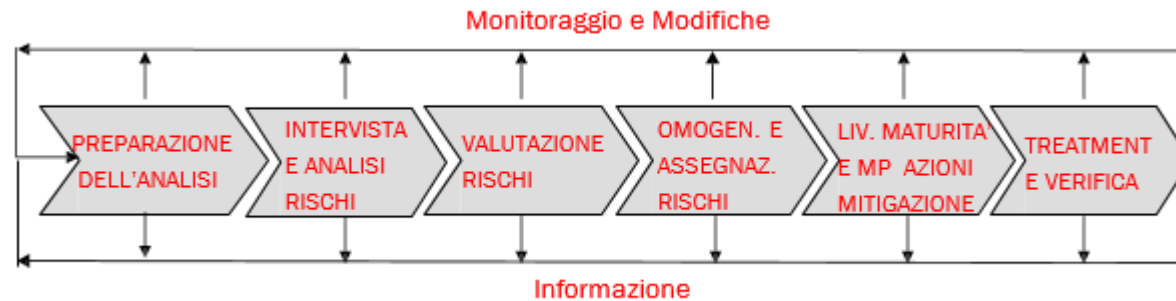 Monitoraggio e Modifiche
PREPARAZIONE
DELL'ANALISI
INTERVISTA
E ANALISI
RISCHI
VALUTAZIONE
RISCHI
OMOGEN. E
ASSEGNAZ.
RISCHI
LIV. MATURITA'
E MP AZIONI
MITIGAZIONE
TREATMENT
E VERIFICA
Informazione